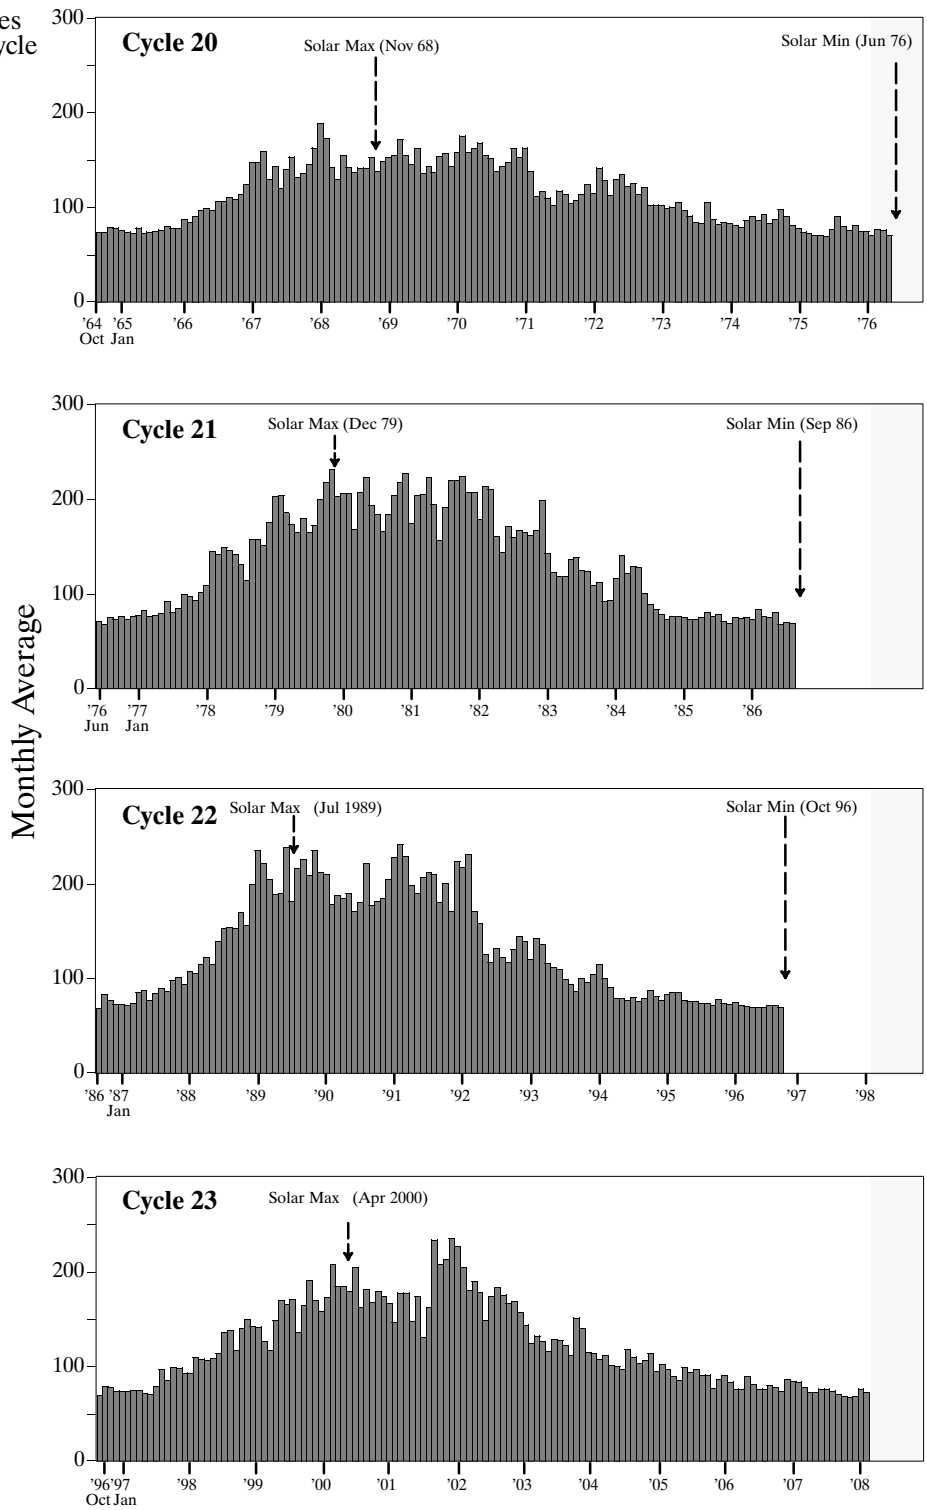 es
ycle
Monthly Average
300
200
100
0
Cycle 20
Solar Max (Nov 68)
Solar Min (Jun 76)
’64 ’65 ’66 ’67 ’68 ’69 ’70 ’71 ’72 ’73 ’74 ’75 ’76
Oct Jan
300
200
100
0
Cycle 21
Solar Max (Dec 79)
Solar Min (Sep 86)
’76 ’77 ’78 ’79 ’80 ’81 ’82 ’83 ’84 ’85 ’86
Jun Jan
300
200
100
0
Cycle 22
Solar Max (Jul 1989)
Solar Min (Oct 96)
’86 ’87 ’88 ’89 ’90 ’91 ’92 ’93 ’94 ’95 ’96 ’97 ’98
Jan
300
200
100
0
Cycle 23
Solar Max (Apr 2000)
’96 ’97 ’98 ’99 ’00 ’01 ’02 ’03 ’04 ’05 ’06 ’07 ’08
Oct Jan